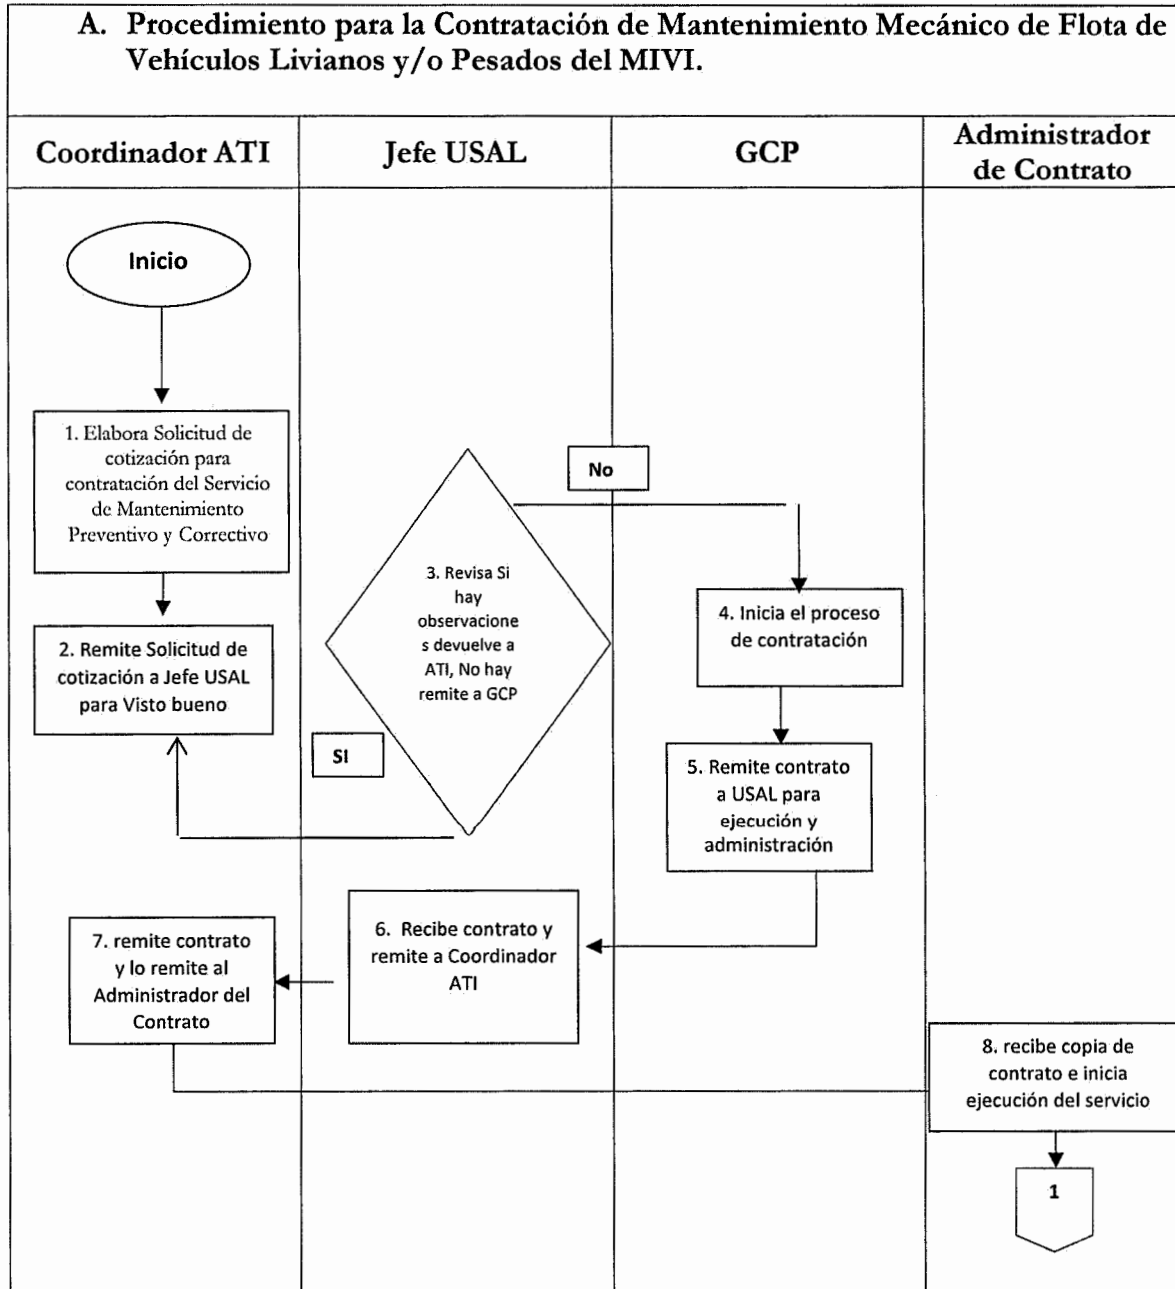 A. Procedimiento para la Contratación de Mantenimiento Mecánico de Flota de
Vehículos Livianos y/o Pesados del MIVI.
Coordinador ATI
Jefe USAL
GCP
Administrador
de Contrato
Inicio
1. Elabora Solicitud de
cotización para
contratación del Servicio
de Mantenimiento
Preventivo y Correctivo
2. Remite Solicitud de
cotización a Jefe USAL
para Visto bueno
3. Revisa Si
hay
observacione
s devuelve a
ATI, No hay
remite a GCP
No
SI
4. Inicia el proceso
de contratación
5. Remite contrato
a USAL para
ejecución y
administración
6. Recibe contrato y
remite a Coordinador
ATI
7. remite contrato
y lo remite al
Administrador del
Contrato
8. recibe copia de
contrato e inicia
ejecución del servicio
1